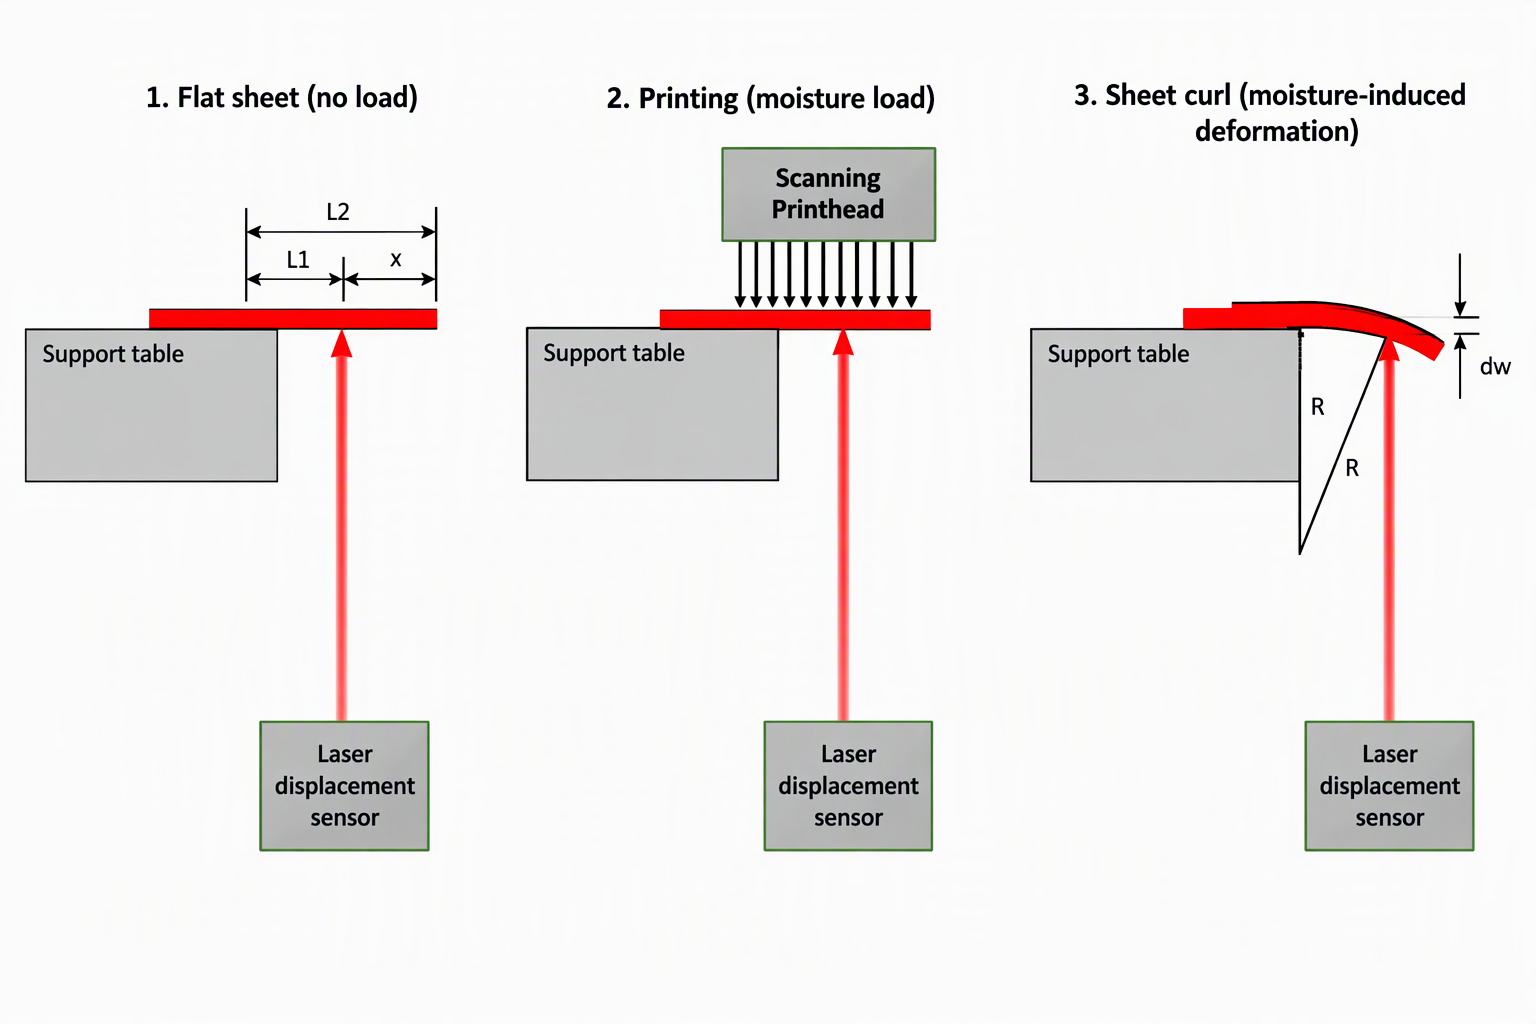 1. Flat sheet (no load)
L2
L1
x
Support table
Laser
displacement
sensor
2. Printing (moisture load)
Scanning
Printhead
Support table
Laser
displacement
sensor
3. Sheet curl (moisture-induced
deformation)
Support table
dw
R
R
Laser
displacement
sensor